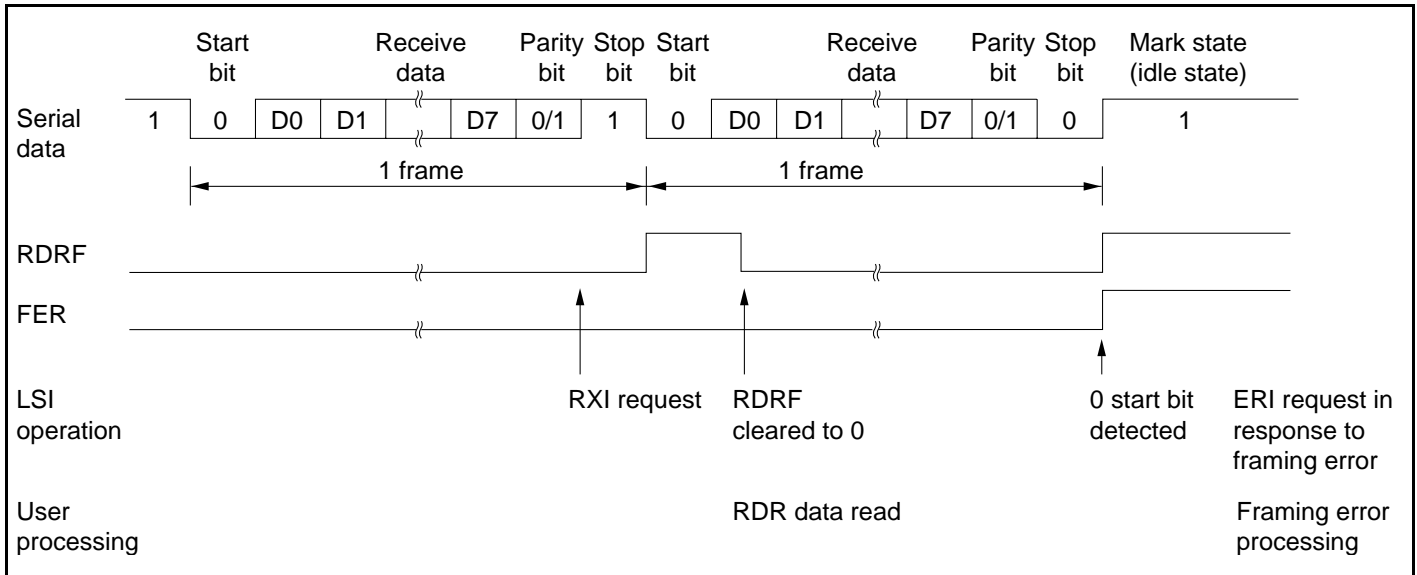 Start bit
Receive data
Parity bit
Stop bit
Start bit
Receive data
Parity bit
Stop bit
Mark state (idle state)
Serial data
1 0 D0 D1 D7 0/1 1 0 D0 D1 D7 0/1 0 1
1 frame 1 frame
RDRF
FER
LSI operation
RXI request
RDRF cleared to 0
0 start bit detected
ERI request in response to framing error
User processing
RDR data read
Framing error processing